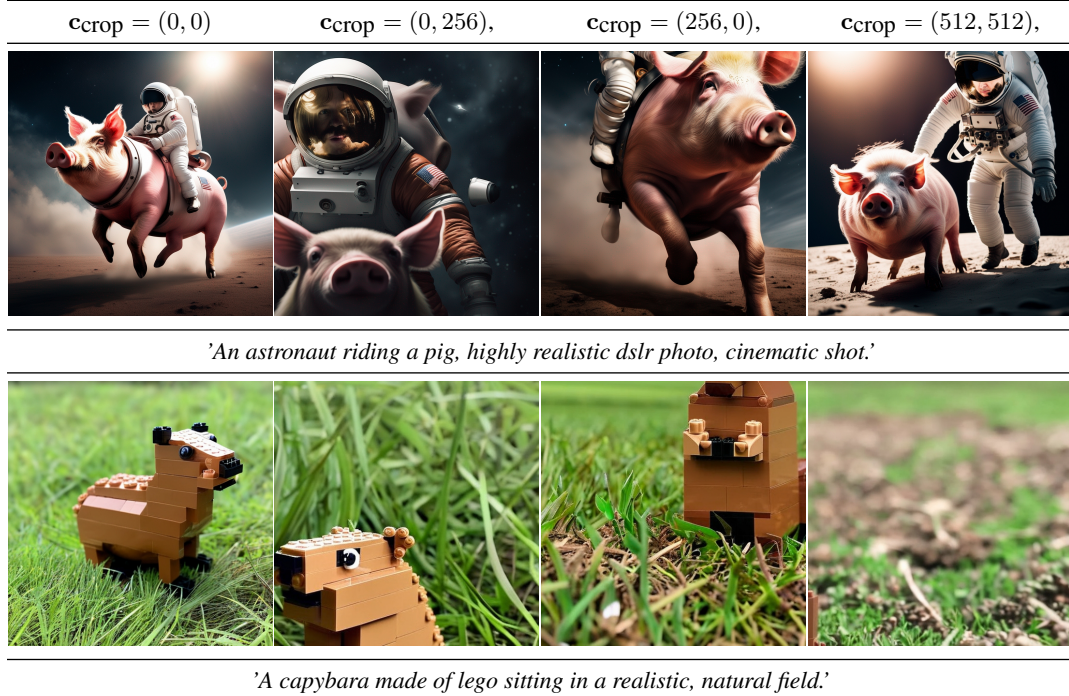 c_crop = (0, 0) c_crop = (0, 256), c_crop = (256, 0), c_crop = (512, 512),
'An astronaut riding a pig, highly realistic dslr photo, cinematic shot.'
'A capybara made of lego sitting in a realistic, natural field.'